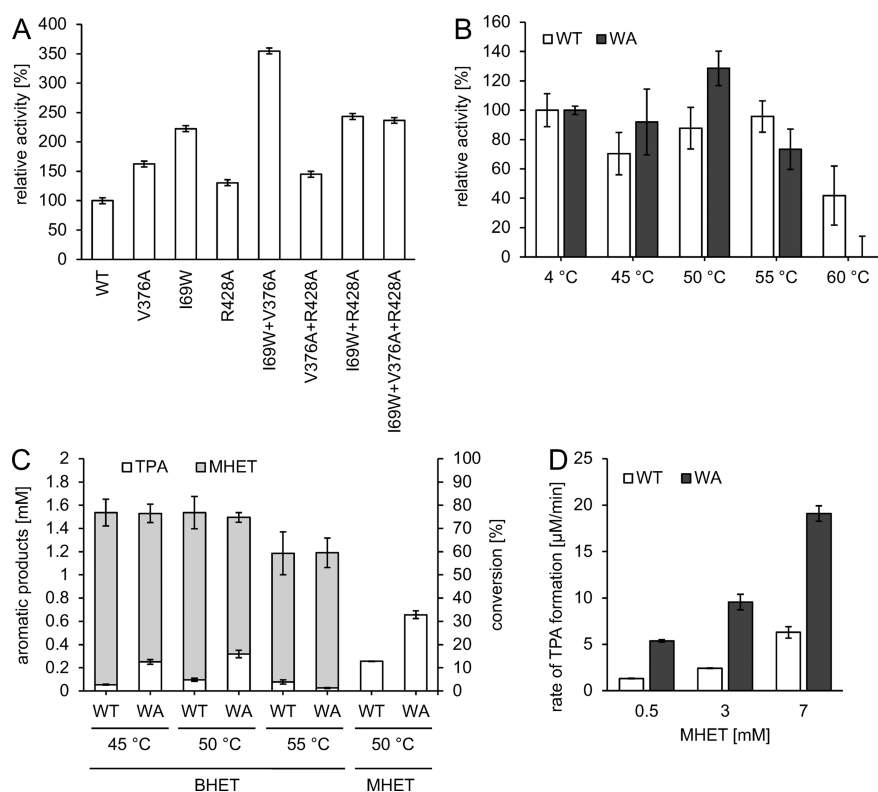 A
relative activity [%]
400
350
300
250
200
150
100
50
0
WT
V376A
I69W
R428A
I69W+V376A
V376A+R428A
I69W+R428A
I69W+V376A+R428A
B
WT WA
relative activity [%]
160
140
120
100
80
60
40
20
0
4 °C 45 °C 50 °C 55 °C 60 °C
C
TPA MHET
aromatic products [mM]
2
1.8
1.6
1.4
1.2
1
0.8
0.6
0.4
0.2
0
100
90
80
70
60
50
40
30
20
10
0
conversion [%]
WT WA WT WA WT WA WT WA
45 °C 50 °C 55 °C 50 °C
BHET MHET
D
WT WA
rate of TPA formation [µM/min]
25
20
15
10
5
0
0.5 3 7
MHET [mM]